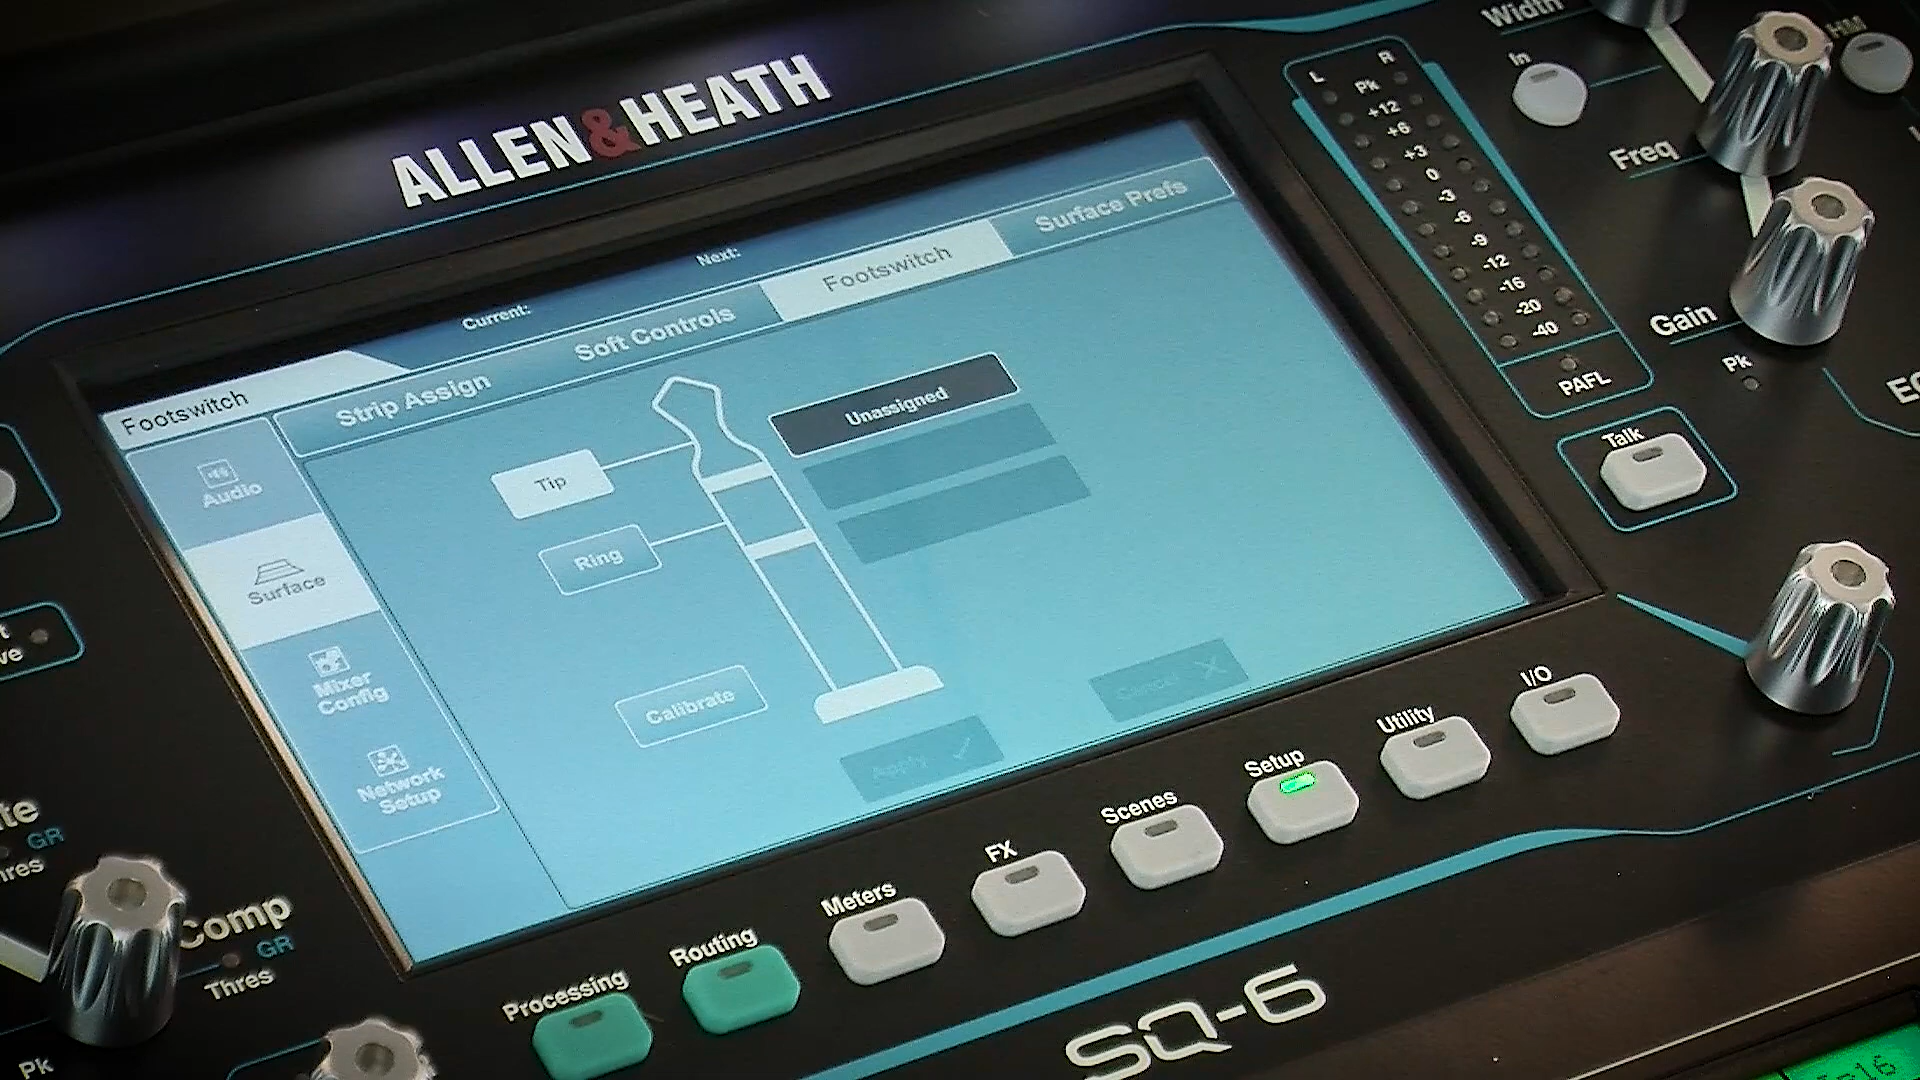 ALLEN&HEATH
Width
HM
In
Freq
Gain
Pk
L R
Pk
+12
+6
+3
0
-3
-6
-9
-12
-16
-20
-40
PAFL
Talk
Current:
Next:
Footswitch
Strip Assign
Soft Controls
Footswitch
Surface Prefs
Audio
Surface
Mixer
Config
Network
Setup
Tip
Ring
Unassigned
Calibrate
Apply
Cancel
Processing
Routing
Meters
FX
Scenes
Setup
Utility
I/O
GR
Comp
GR
Thres
Pk
SQ-6